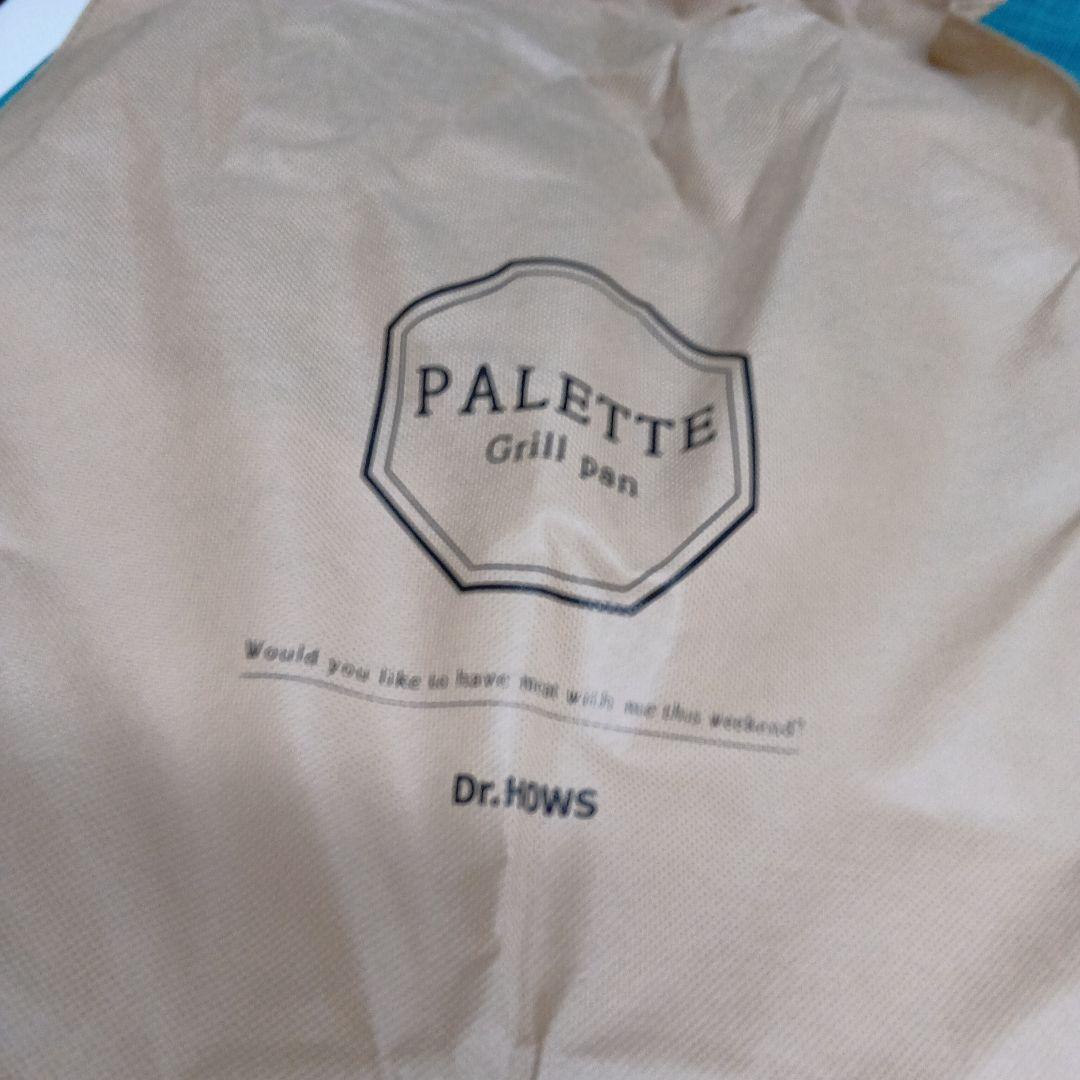 PALETTE
Grill pan
Would you like to have meat with me this weekend?
Dr.HOWS